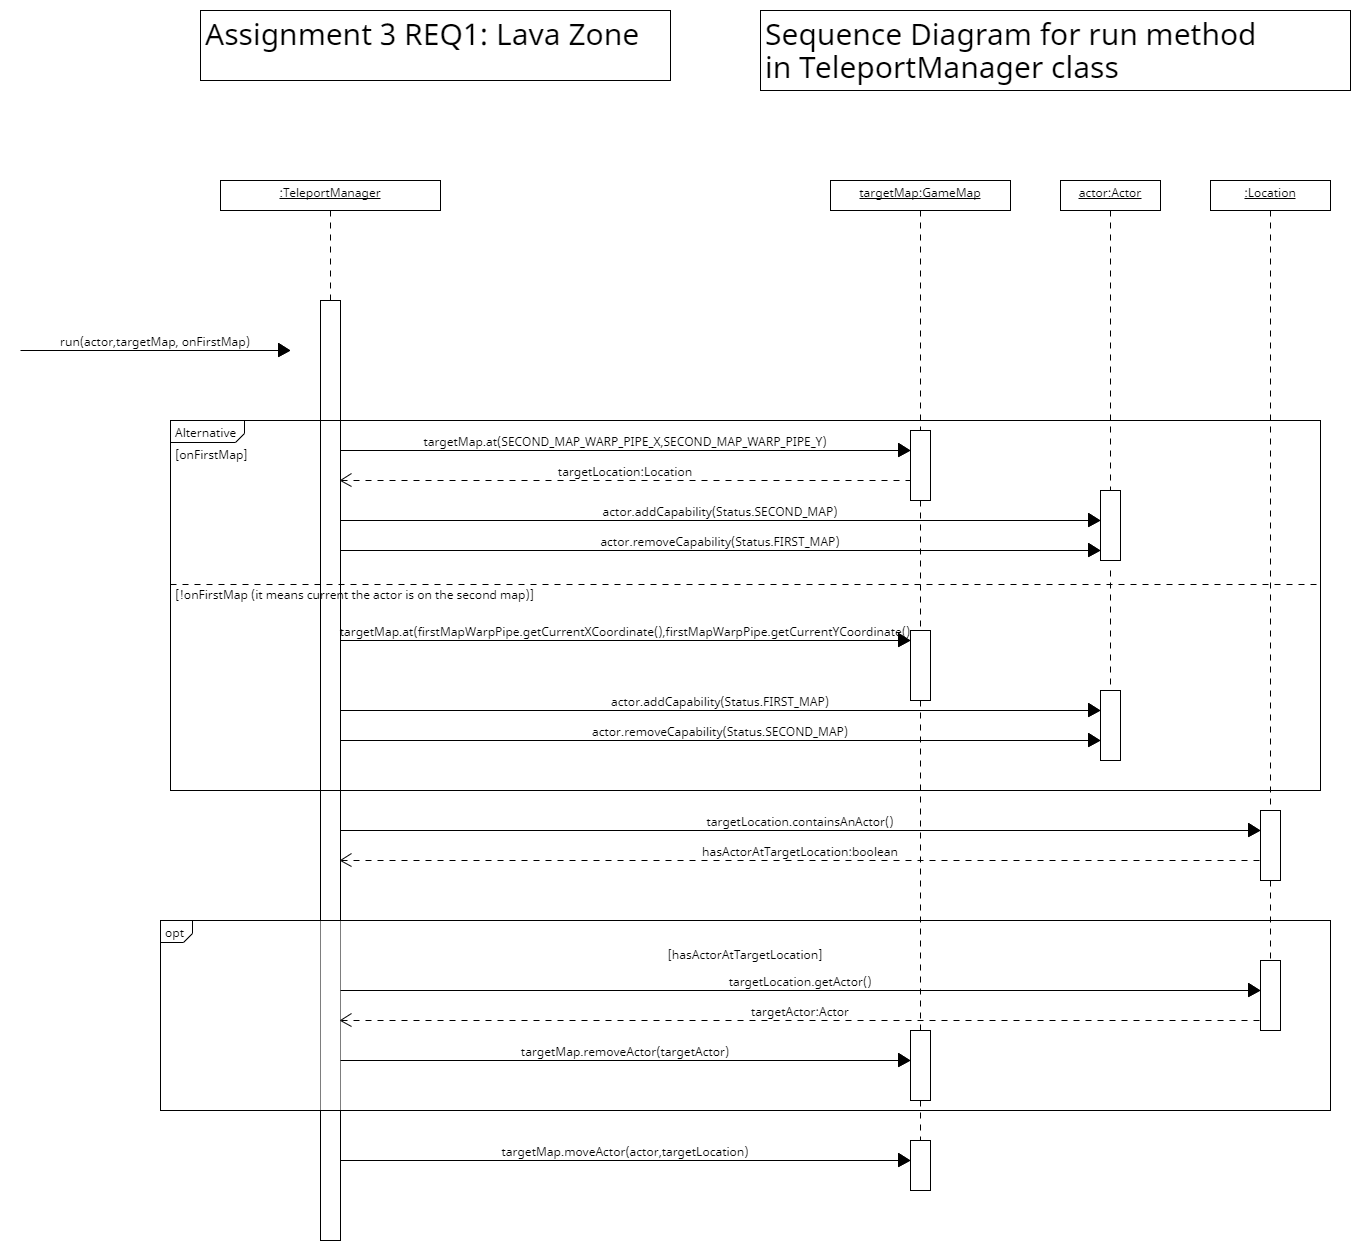 Assignment 3 REQ1: Lava Zone
Sequence Diagram for run method
in TeleportManager class
:TeleportManager
targetMap:GameMap
actor:Actor
:Location
run(actor,targetMap, onFirstMap)
Alternative
[onFirstMap]
targetMap.at(SECOND_MAP_WARP_PIPE_X,SECOND_MAP_WARP_PIPE_Y)
targetLocation:Location
actor.addCapability(Status.SECOND_MAP)
actor.removeCapability(Status.FIRST_MAP)
[!onFirstMap (it means current the actor is on the second map)]
targetMap.at(firstMapWarpPipe.getCurrentXCoordinate(),firstMapWarpPipe.getCurrentYCoordinate()
actor.addCapability(Status.FIRST_MAP)
actor.removeCapability(Status.SECOND_MAP)
targetLocation.containsAnActor()
hasActorAtTargetLocation:boolean
opt
[hasActorAtTargetLocation]
targetLocation.getActor()
targetActor:Actor
targetMap.removeActor(targetActor)
targetMap.moveActor(actor,targetLocation)